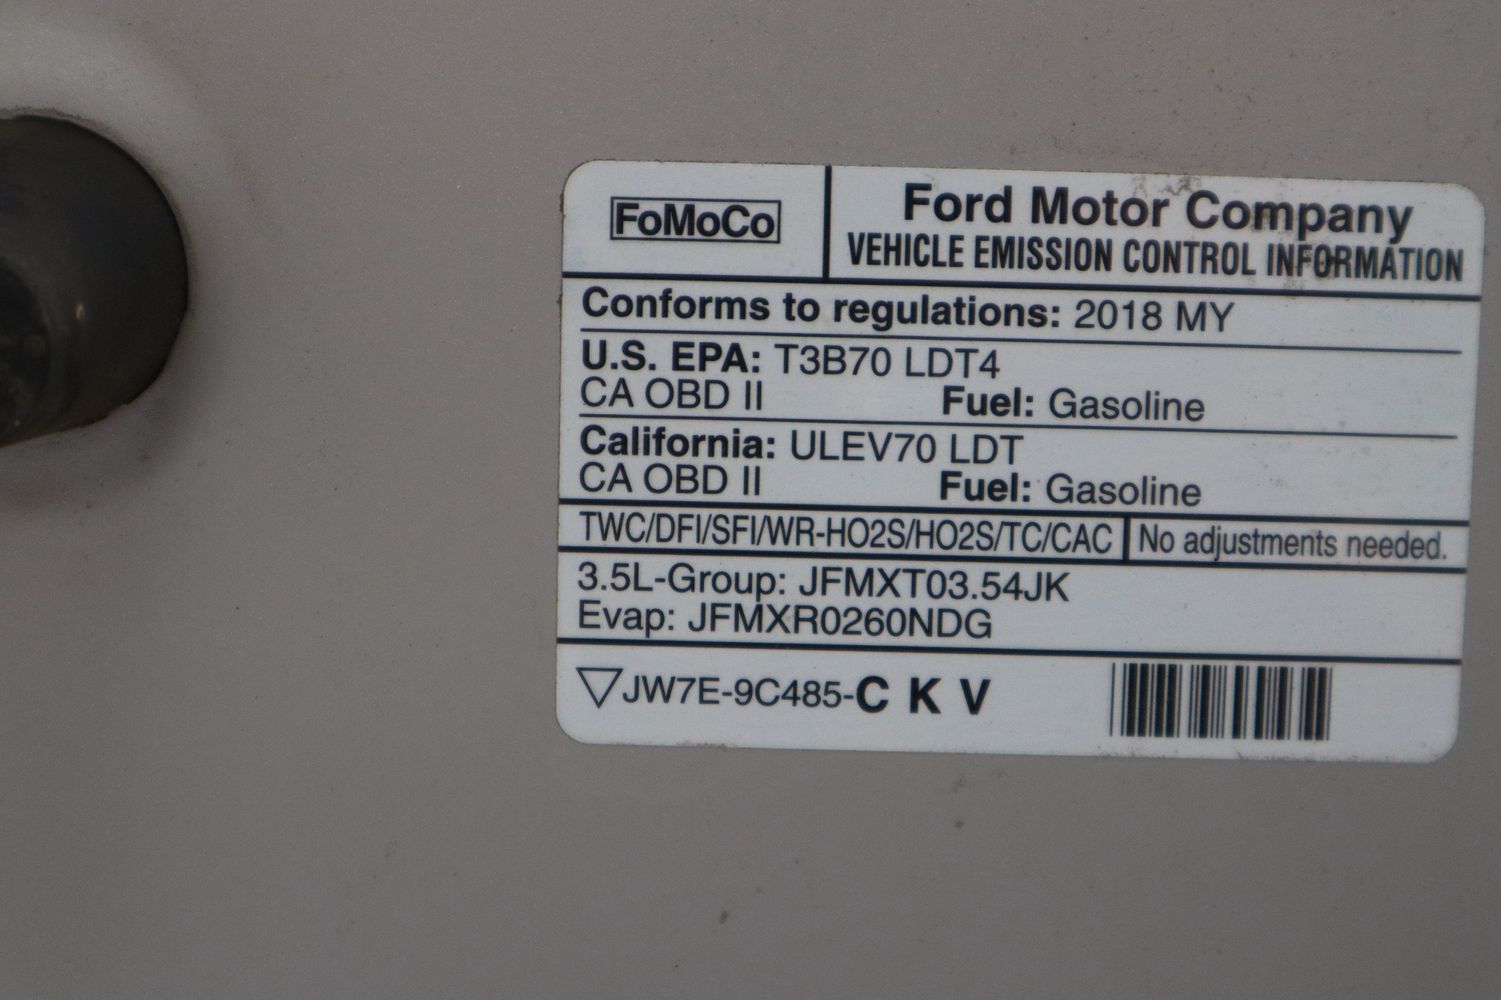 FoMoCo
Ford Motor Company
VEHICLE EMISSION CONTROL INFORMATION
Conforms to regulations: 2018 MY
U.S. EPA: T3B70 LDT4
CA OBD II Fuel: Gasoline
California: ULEV70 LDT
CA OBD II Fuel: Gasoline
TWC/DFI/SFI/WR-HO2S/HO2S/TC/CAC No adjustments needed.
3.5L-Group: JFMXT03.54JK
Evap: JFMXR0260NDG
JW7E-9C485-C K V